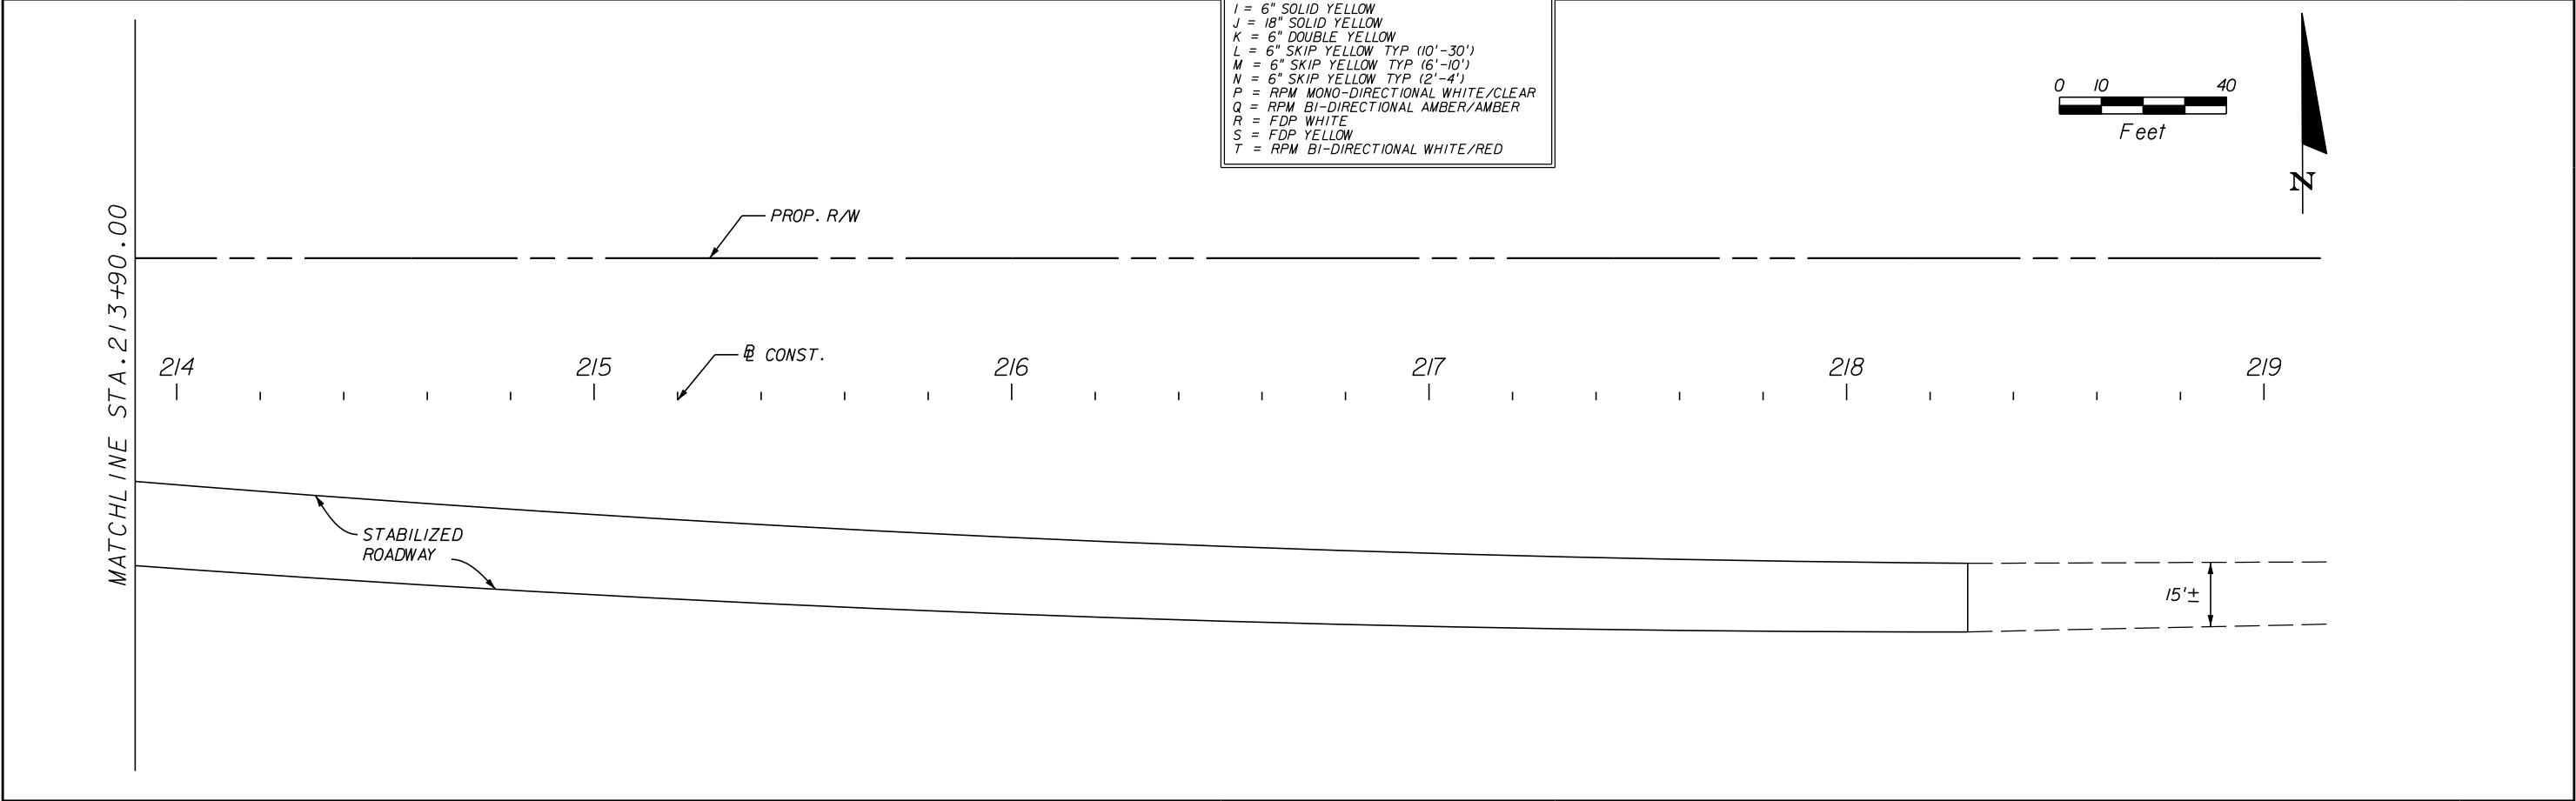 I = 6" SOLID YELLOW
J = 18" SOLID YELLOW
K = 6" DOUBLE YELLOW
L = 6" SKIP YELLOW TYP (10'-30')
M = 6" SKIP YELLOW TYP (6'-10')
N = 6" SKIP YELLOW TYP (2'-4')
P = RPM MONO-DIRECTIONAL WHITE/CLEAR
Q = RPM BI-DIRECTIONAL AMBER/AMBER
R = FDP WHITE
S = FDP YELLOW
T = RPM BI-DIRECTIONAL WHITE/RED
0 10 40
Feet
N
MATCHLINE STA. 213+90.00
PROP. R/W
BL CONST.
214 215 216 217 218 219
STABILIZED
ROADWAY
15'±